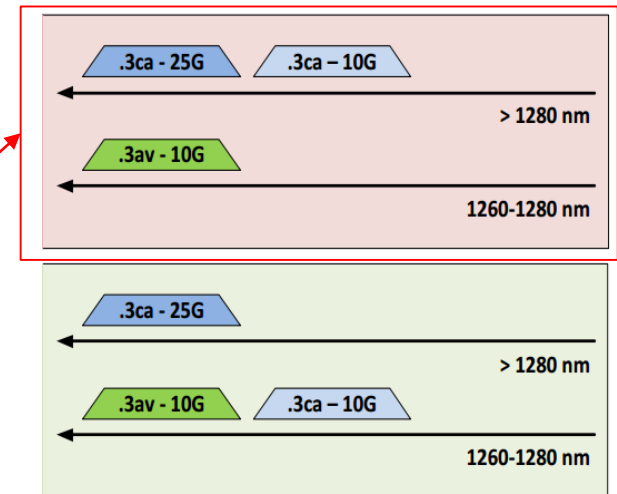 .3ca - 25G .3ca – 10G
> 1280 nm
.3av - 10G
1260-1280 nm
.3ca - 25G
> 1280 nm
.3av - 10G .3ca – 10G
1260-1280 nm